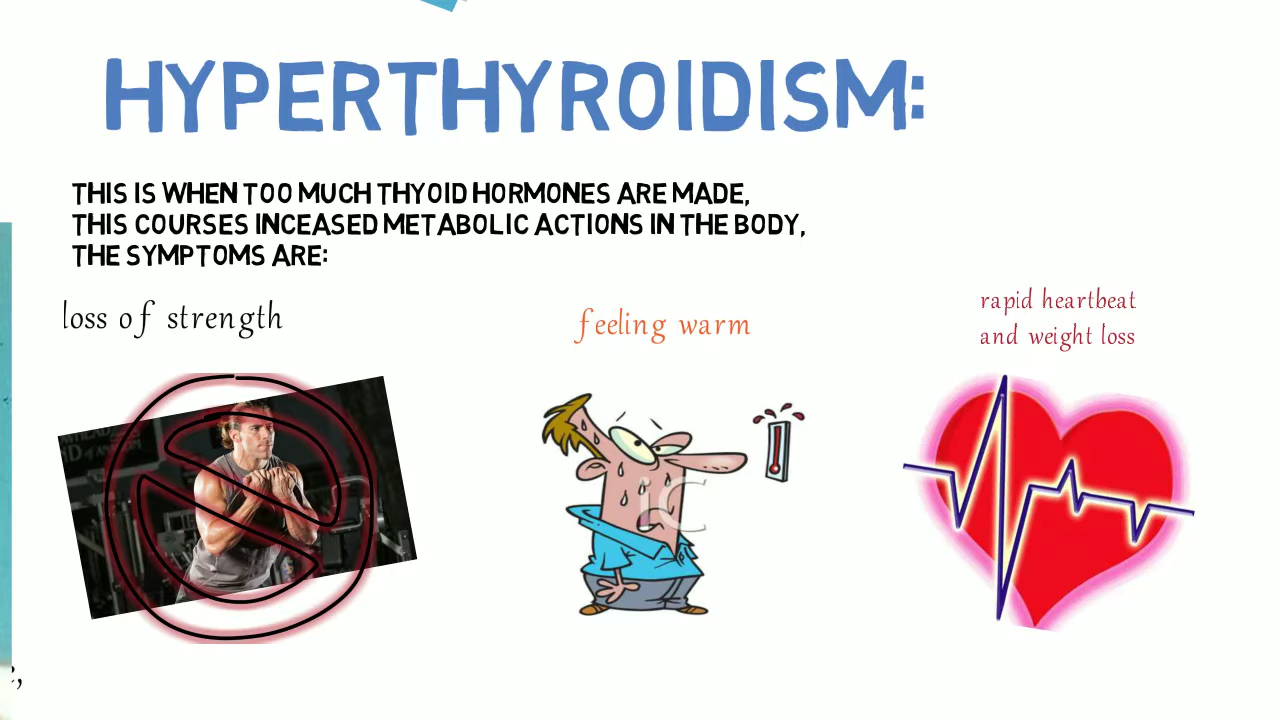 HYPERTHYROIDISM:
THIS IS WHEN TOO MUCH THYOID HORMONES ARE MADE,
THIS COURSES INCEASED METABOLIC ACTIONS IN THE BODY,
THE SYMPTOMS ARE:
loss of strength
feeling warm
rapid heartbeat
and weight loss